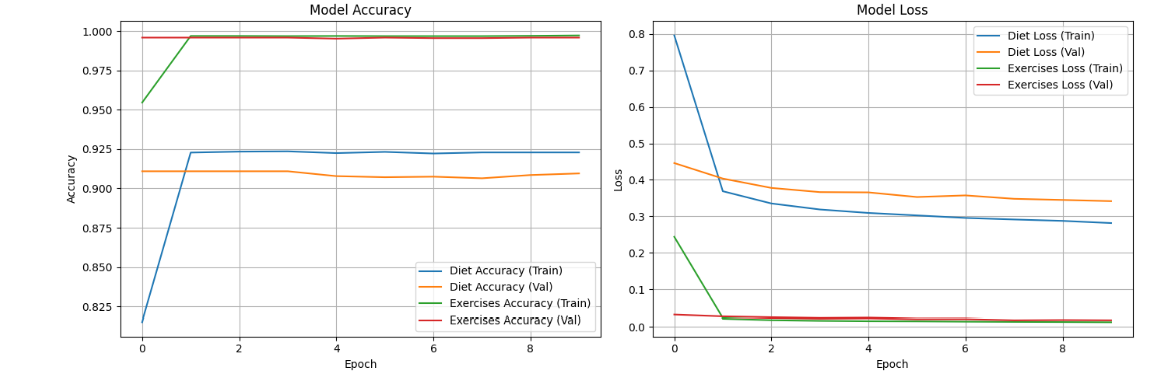 Model Accuracy
1.000
0.975
0.950
0.925
0.900
0.875
0.850
0.825
Accuracy
0
2
4
6
8
Epoch
Diet Accuracy (Train)
Diet Accuracy (Val)
Exercises Accuracy (Train)
Exercises Accuracy (Val)
Model Loss
0.8
0.7
0.6
0.5
0.4
0.3
0.2
0.1
0.0
Loss
0
2
4
6
8
Epoch
Diet Loss (Train)
Diet Loss (Val)
Exercises Loss (Train)
Exercises Loss (Val)